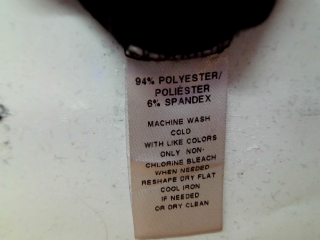 94% POLYESTER/
POLIÉSTER
6% SPANDEX
MACHINE WASH
COLD
WITH LIKE COLORS
ONLY NON-
CHLORINE BLEACH
WHEN NEEDED
RESHAPE DRY FLAT
COOL IRON
IF NEEDED
OR DRY CLEAN